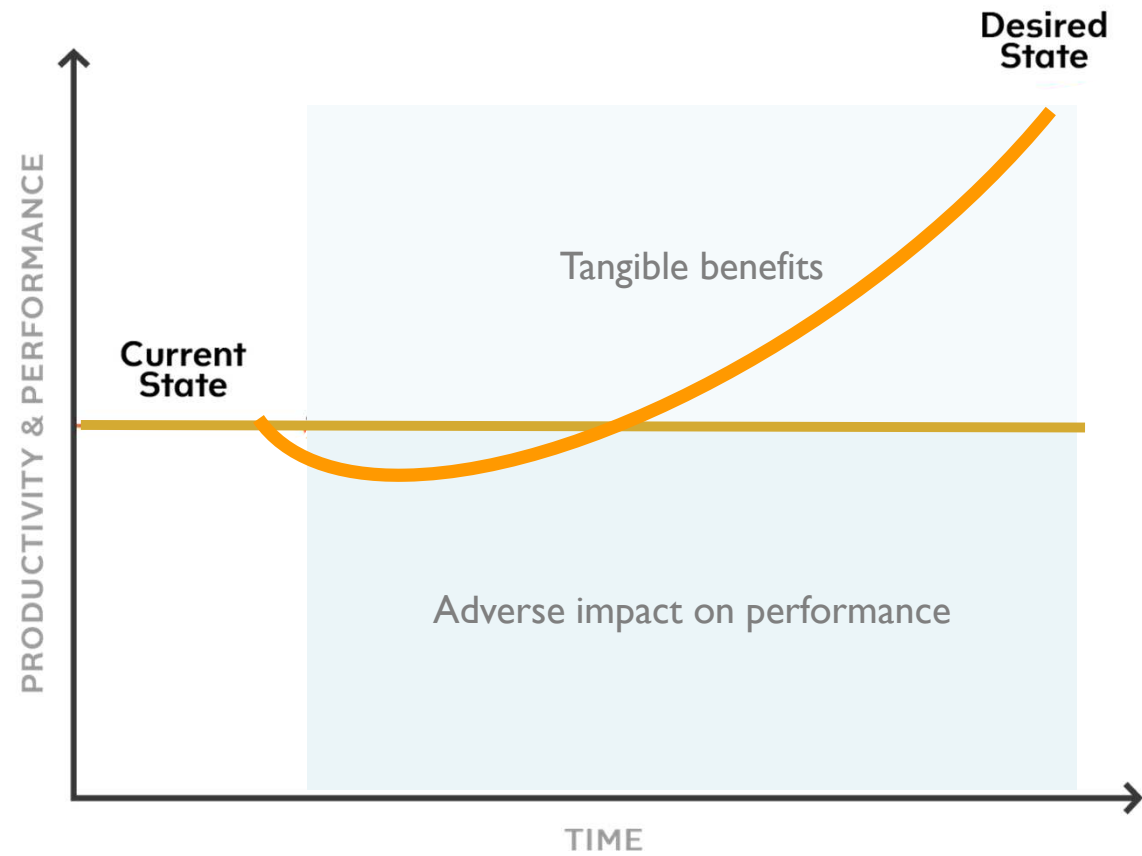 Desired
State
PRODUCTIVITY & PERFORMANCE
Tangible benefits
Current
State
Adverse impact on performance
TIME